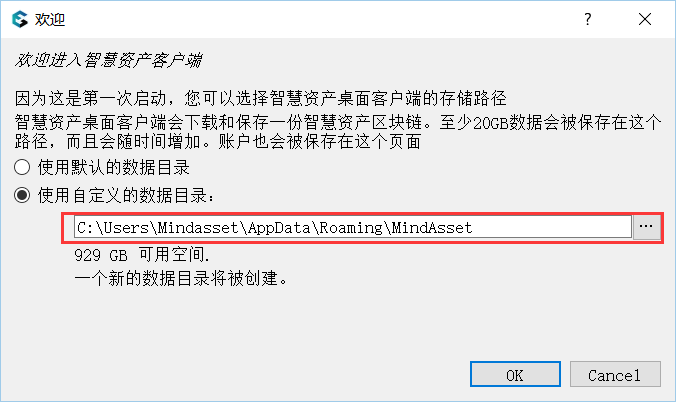 欢迎
?
欢迎进入智慧资产客户端
因为这是第一次启动，您可以选择智慧资产桌面客户端的存储路径
智慧资产桌面客户端会下载和保存一份智慧资产区块链。至少20GB数据会被保存在这个
路径，而且会随时间增加。账户也会被保存在这个页面
使用默认的数据目录
使用自定义的数据目录：
C:\Users\Mindasset\AppData\Roaming\MindAsset
...
929 GB 可用空间.
一个新的数据目录将被创建。
OK
Cancel